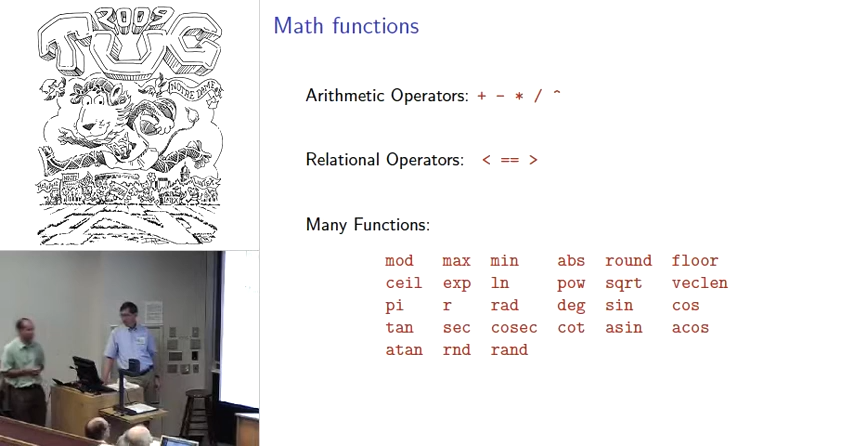 2009
TUG
NOTRE DAME
Math functions
Arithmetic Operators: + - * / ^
Relational Operators: < == >
Many Functions:
mod max min abs round floor
ceil exp ln pow sqrt veclen
pi r rad deg sin cos
tan sec cosec cot asin acos
atan rnd rand